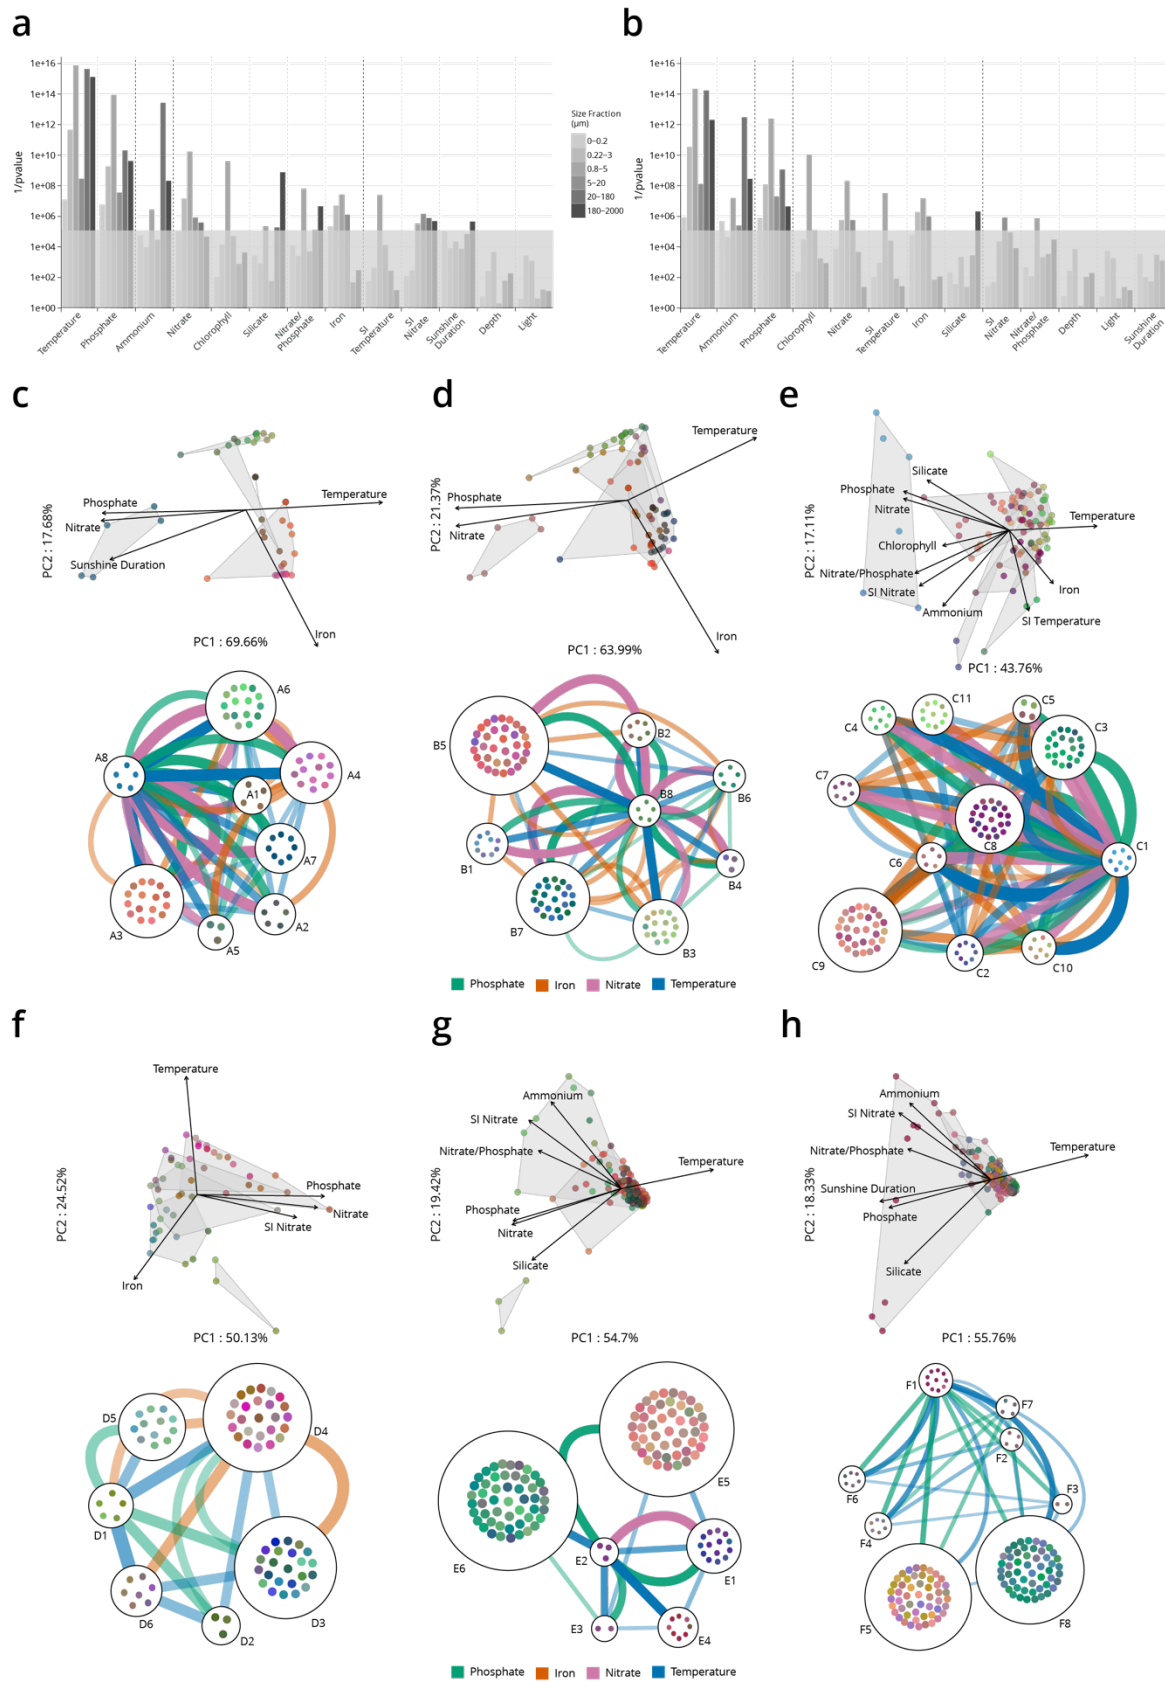 a
b
1e+16
1e+14
1e+12
1e+10
1e+08
1e+06
1e+04
1e+02
1e+00
1/pvalue
Temperature
Phosphate
Ammonium
Nitrate
Chlorophyll
Silicate
Nitrate/
Phosphate
Iron
SI
Temperature
SI
Nitrate
Sunshine
Duration
Depth
Light
Size Fraction
(µm)
0–0.2
0.22–3
0.8–5
5–20
20–180
180–2000
1e+16
1e+14
1e+12
1e+10
1e+08
1e+06
1e+04
1e+02
1e+00
1/pvalue
Temperature
Ammonium
Phosphate
Chlorophyll
Nitrate
SI
Temperature
Iron
Silicate
SI
Nitrate
Nitrate/
Phosphate
Depth
Light
Sunshine
Duration
c
Phosphate
Temperature
Nitrate
Sunshine Duration
Iron
PC2 : 17.68%
PC1 : 69.66%
A6
A8
A4
A1
A7
A3
A2
A5
d
Temperature
Phosphate
Nitrate
Iron
PC2 : 21.37%
PC1 : 63.99%
B5
B2
B6
B8
B1
B4
B7
B3
e
Silicate
Phosphate
Nitrate
Temperature
Chlorophyll
Nitrate/Phosphate
SI Nitrate
Iron
Ammonium
SI Temperature
PC2 : 17.11%
PC1 : 43.76%
C11
C5
C4
C3
C7
C8
C1
C6
C9
C2
C10
Phosphate
Iron
Nitrate
Temperature
f
Temperature
Phosphate
Nitrate
SI Nitrate
Iron
PC2 : 24.52%
PC1 : 50.13%
D5
D4
D1
D6
D2
D3
g
Ammonium
SI Nitrate
Nitrate/Phosphate
Temperature
Phosphate
Nitrate
Silicate
PC2 : 19.42%
PC1 : 54.7%
E5
E6
E2
E1
E3
E4
h
Ammonium
SI Nitrate
Nitrate/Phosphate
Temperature
Sunshine Duration
Phosphate
Silicate
PC2 : 18.33%
PC1 : 55.76%
F1
F7
F2
F6
F3
F4
F5
F8
Phosphate
Iron
Nitrate
Temperature